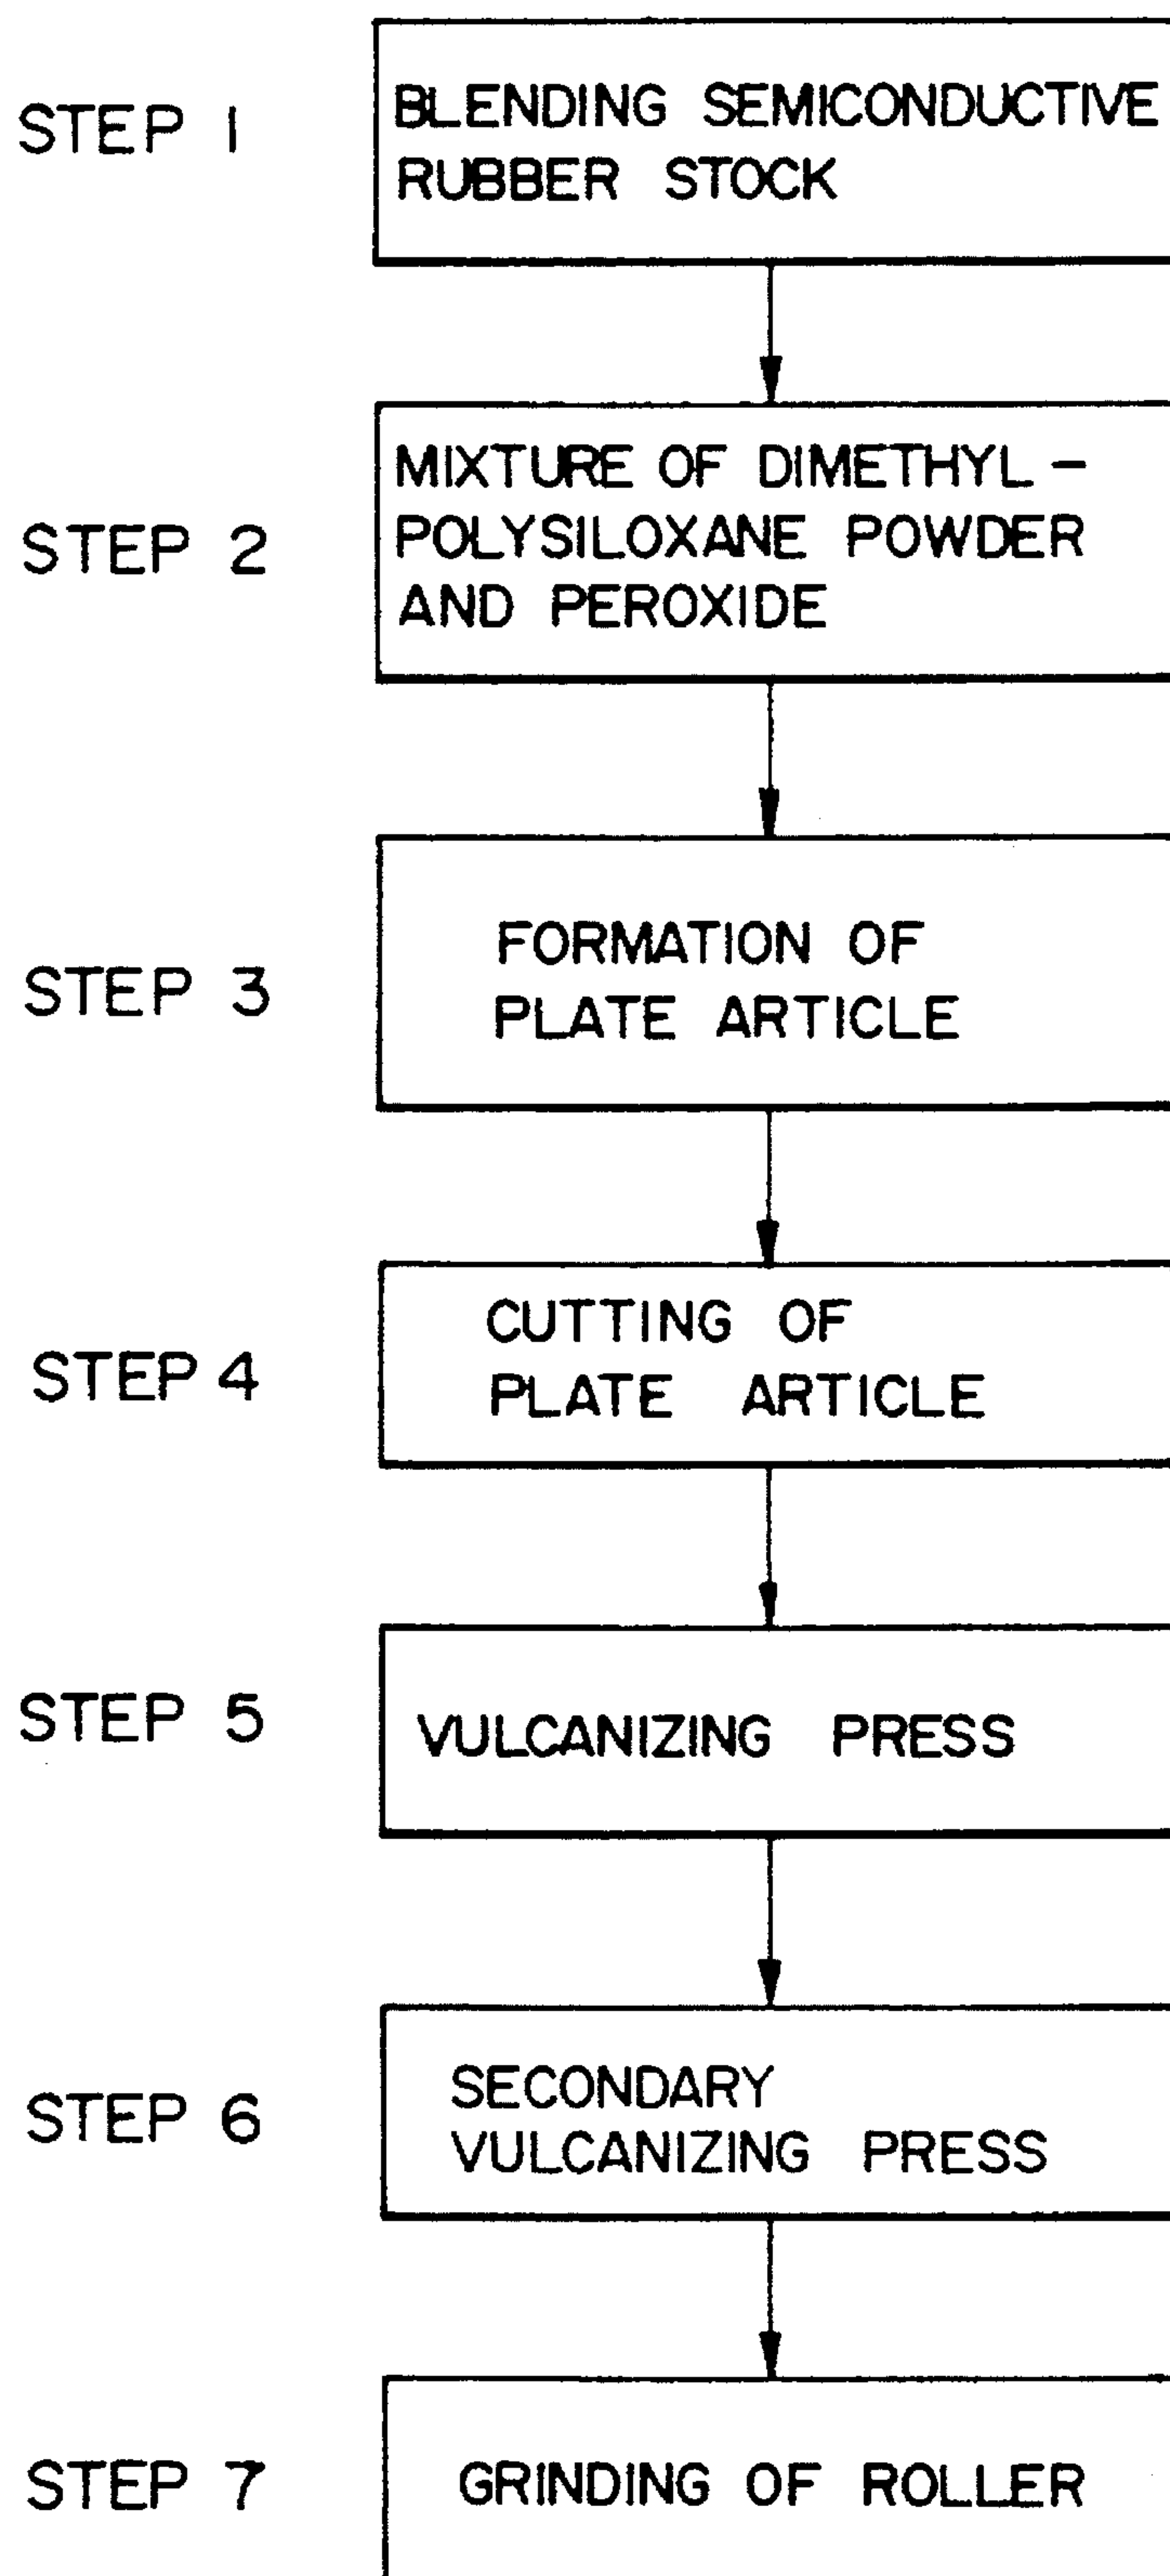 STEP 1
BLENDING SEMICONDUCTIVE
RUBBER STOCK
STEP 2
MIXTURE OF DIMETHYL-
POLYSILOXANE POWDER
AND PEROXIDE
STEP 3
FORMATION OF
PLATE ARTICLE
STEP 4
CUTTING OF
PLATE ARTICLE
STEP 5
VULCANIZING PRESS
STEP 6
SECONDARY
VULCANIZING PRESS
STEP 7
GRINDING OF ROLLER